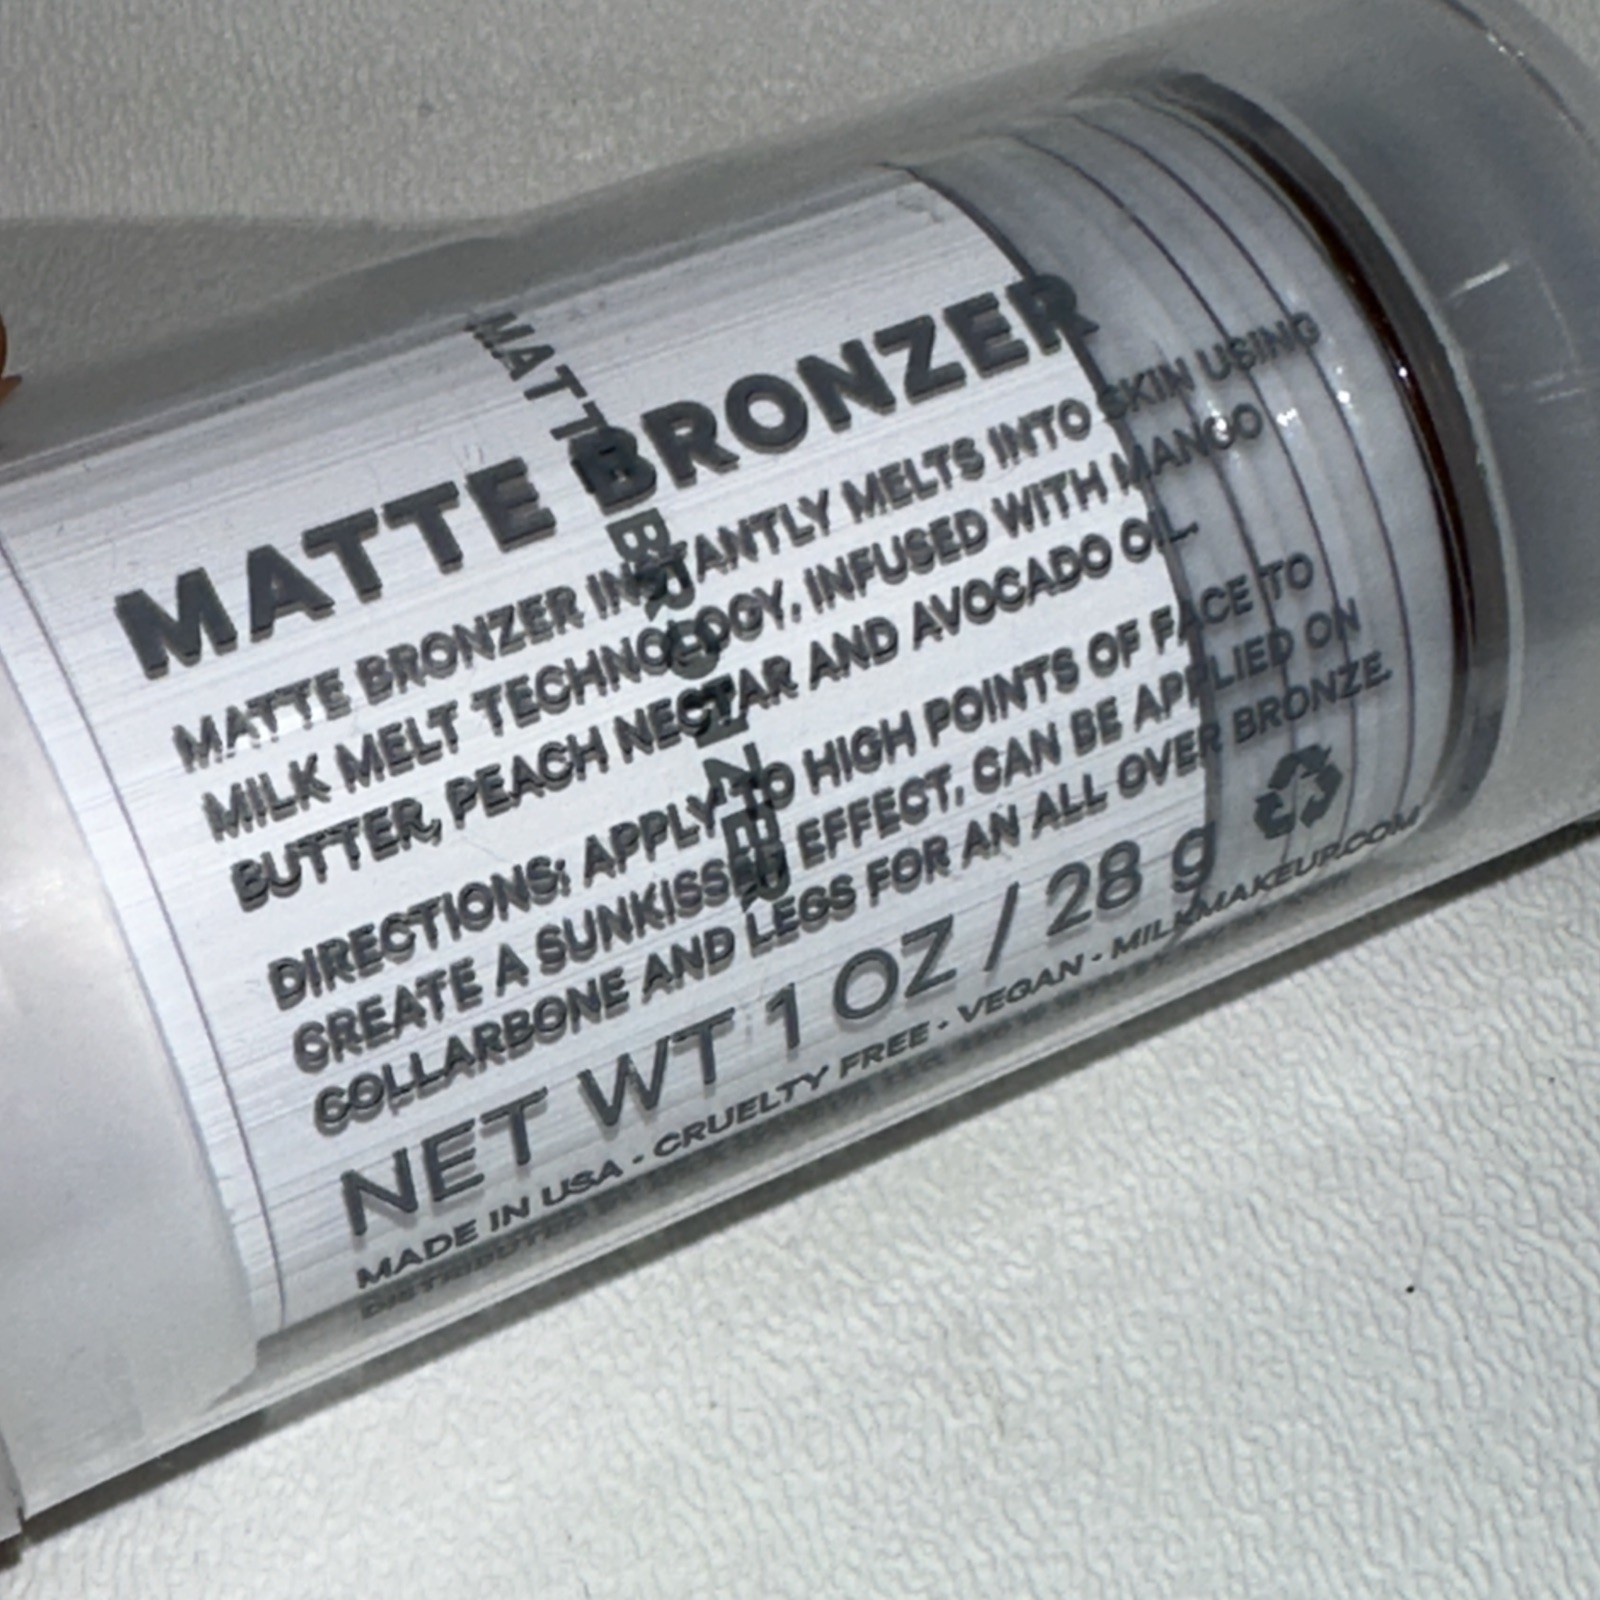 MATTE BRONZER
MATTE BRONZER INSTANTLY MELTS INTO SKIN USING
MILK MELT TECHNOLOGY, INFUSED WITH MANGO
BUTTER, PEACH NECTAR AND AVOCADO OIL.
DIRECTIONS: APPLY TO HIGH POINTS OF FACE TO
CREATE A SUNKISSED EFFECT, CAN BE APPLIED ON
COLLARBONE AND LEGS FOR AN ALL OVER BRONZE.
NET WT 1 OZ / 28 g
MADE IN USA · CRUELTY FREE · VEGAN · MILKMAKEUP.COM
DISTRIBUTED
MATTE BRONZER